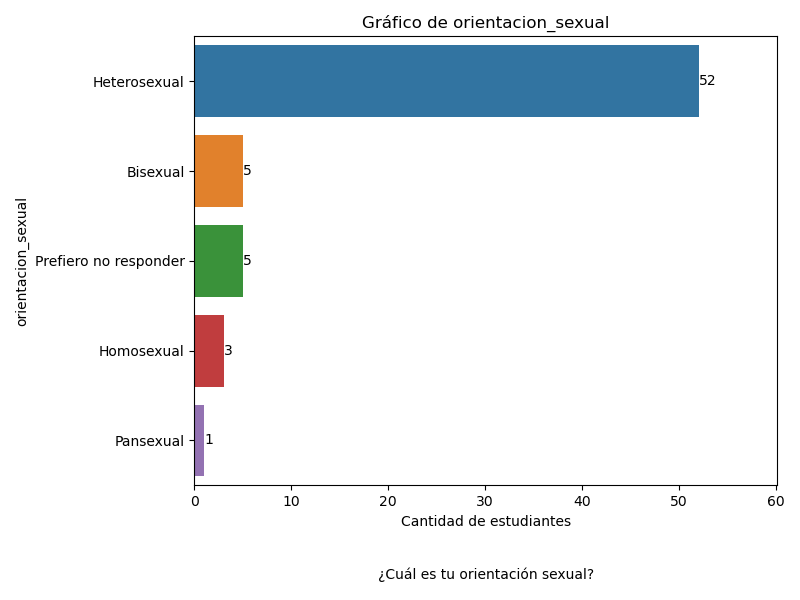 Gráfico de orientacion_sexual
orientacion_sexual
Heterosexual
52
Bisexual
5
Prefiero no responder
5
Homosexual
3
Pansexual
1
0 10 20 30 40 50 60
Cantidad de estudiantes
¿Cuál es tu orientación sexual?